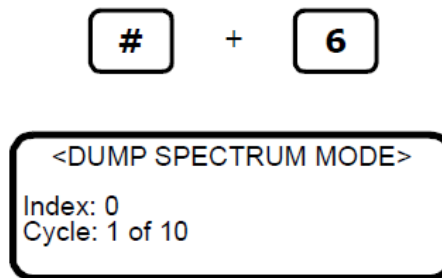 # + 6
<DUMP SPECTRUM MODE>
Index: 0
Cycle: 1 of 10